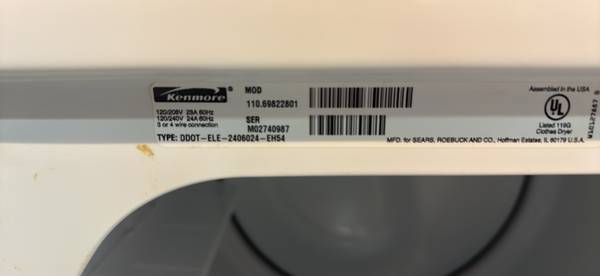 Kenmore
MOD
110.69822801
120/208V 23A 60Hz
120/240V 24A 60Hz
3 or 4 wire connection
SER
M02740987
TYPE: DDOT-ELE-2406024-EH54
Assembled in the USA
UL
Listed 119G
Clothes Dryer
MFD. for SEARS, ROEBUCK AND CO., Hoffman Estates, IL 60179 U.S.A.